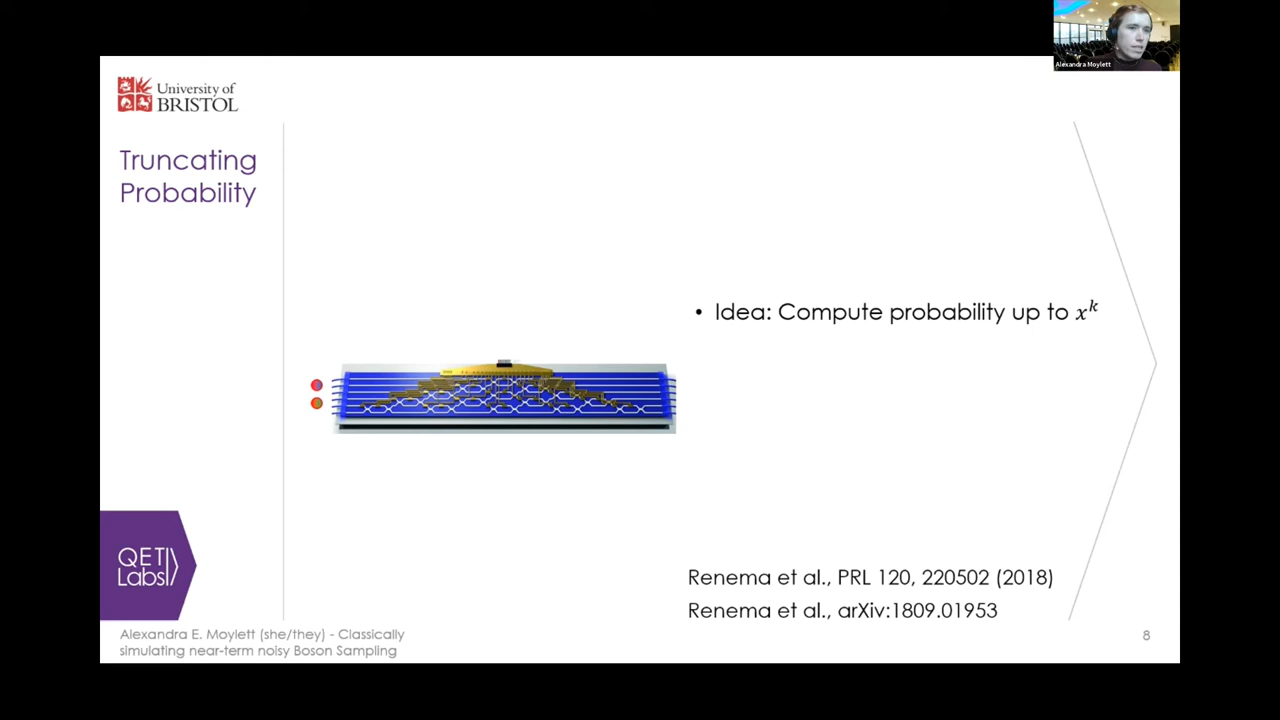 Alexandra Moylett
University of
BRISTOL
Truncating
Probability
• Idea: Compute probability up to x^k
QET
Labs
Renema et al., PRL 120, 220502 (2018)
Renema et al., arXiv:1809.01953
Alexandra E. Moylett (she/they) - Classically
simulating near-term noisy Boson Sampling
8